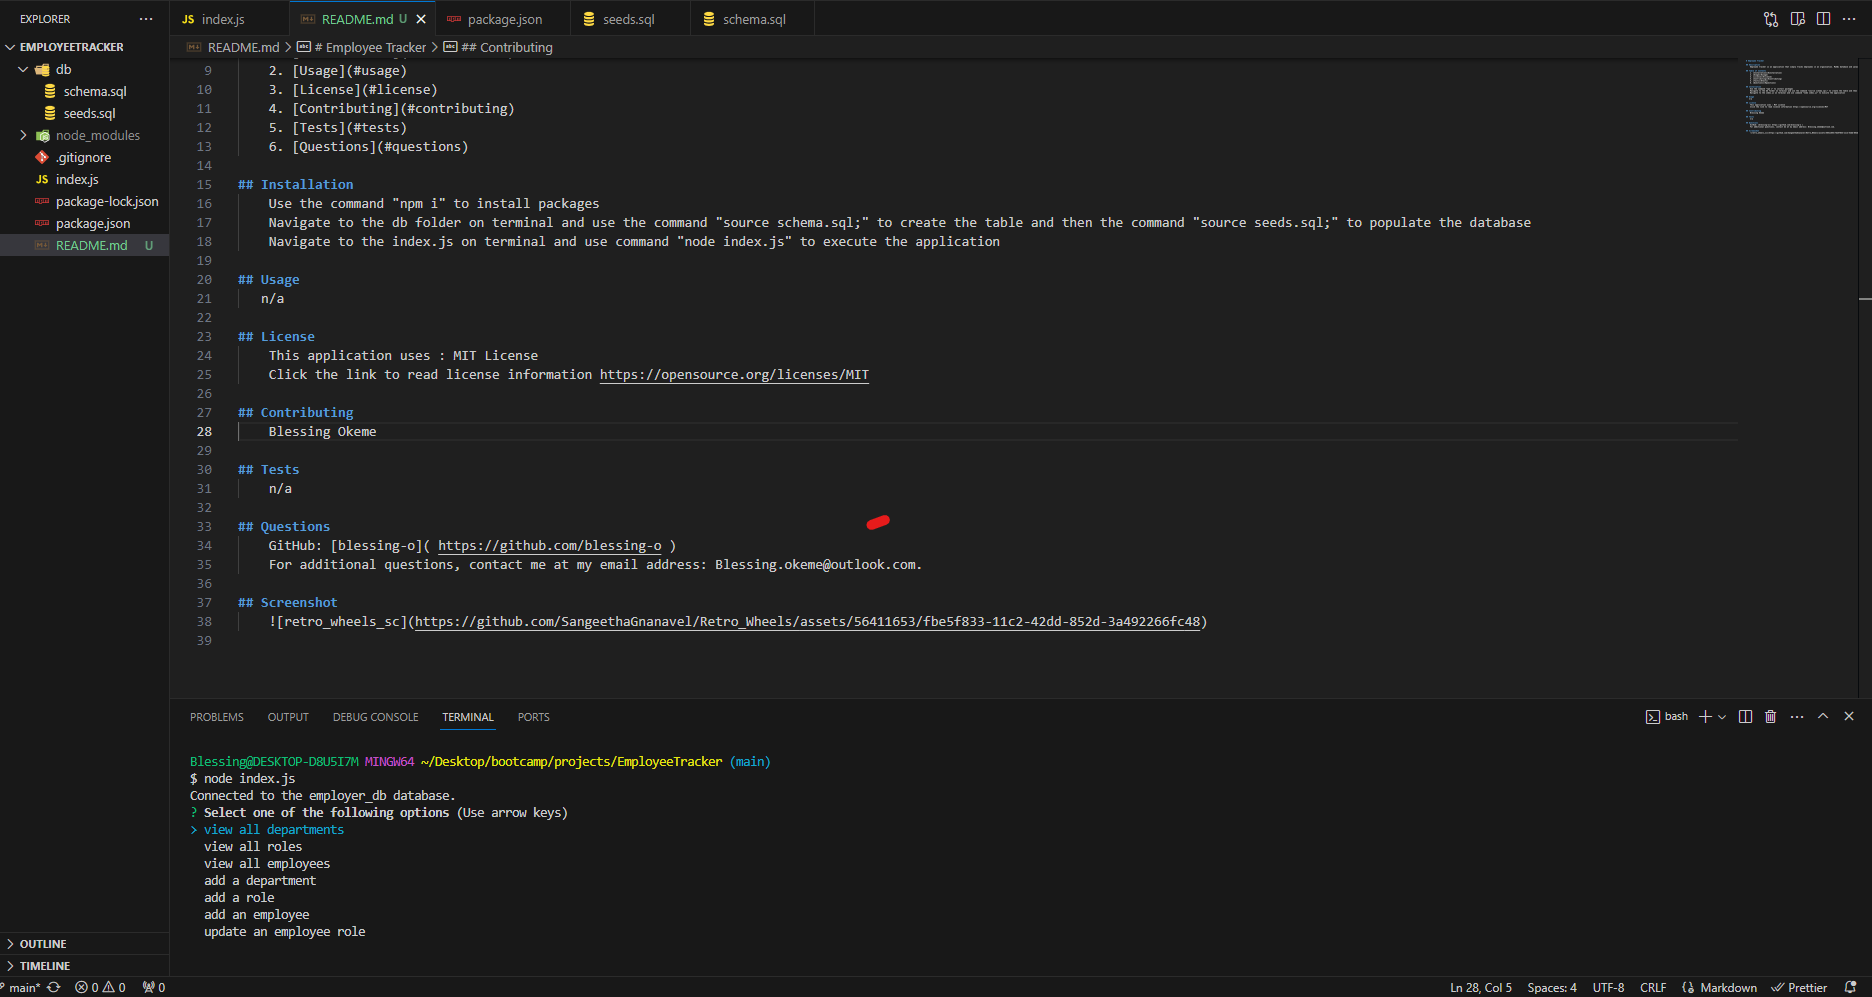 EXPLORER
index.js
README.md U
package.json
seeds.sql
schema.sql
EMPLOYEETRACKER
README.md > # Employee Tracker > ## Contributing
db
schema.sql
seeds.sql
node_modules
.gitignore
JS index.js
package-lock.json
package.json
README.md U
9 2. [Usage](#usage)
10 3. [License](#license)
11 4. [Contributing](#contributing)
12 5. [Tests](#tests)
13 6. [Questions](#questions)
14
15 ## Installation
16 Use the command "npm i" to install packages
17 Navigate to the db folder on terminal and use the command "source schema.sql;" to create the table and then the command "source seeds.sql;" to populate the database
18 Navigate to the index.js on terminal and use command "node index.js" to execute the application
19
20 ## Usage
21 n/a
22
23 ## License
24 This application uses : MIT License
25 Click the link to read license information https://opensource.org/licenses/MIT
26
27 ## Contributing
28 Blessing Okeme
29
30 ## Tests
31 n/a
32
33 ## Questions
34 GitHub: [blessing-o]( https://github.com/blessing-o )
35 For additional questions, contact me at my email address: Blessing.okeme@outlook.com.
36
37 ## Screenshot
38 ![retro_wheels_sc](https://github.com/SangeethaGnanavel/Retro_Wheels/assets/56411653/fbe5f833-11c2-42dd-852d-3a492266fc48)
39
PROBLEMS OUTPUT DEBUG CONSOLE TERMINAL PORTS
bash
Blessing@DESKTOP-D8U5I7M MINGW64 ~/Desktop/bootcamp/projects/EmployeeTracker (main)
$ node index.js
Connected to the employer_db database.
? Select one of the following options (Use arrow keys)
> view all departments
view all roles
view all employees
add a department
add a role
add an employee
update an employee role
OUTLINE
TIMELINE
main* 0 0 0
Ln 28, Col 5 Spaces: 4 UTF-8 CRLF Markdown Prettier